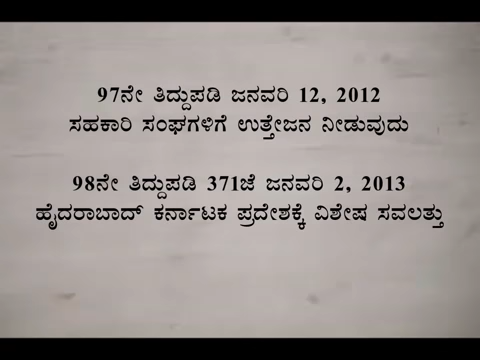 97ನೇ ತಿದ್ದುಪಡಿ ಜನವರಿ 12, 2012
ಸಹಕಾರಿ ಸಂಘಗಳಿಗೆ ಉತ್ತೇಜನ ನೀಡುವುದು
98ನೇ ತಿದ್ದುಪಡಿ 371ಜೆ ಜನವರಿ 2, 2013
ಹೈದರಾಬಾದ್ ಕರ್ನಾಟಕ ಪ್ರದೇಶಕ್ಕೆ ವಿಶೇಷ ಸವಲತ್ತು